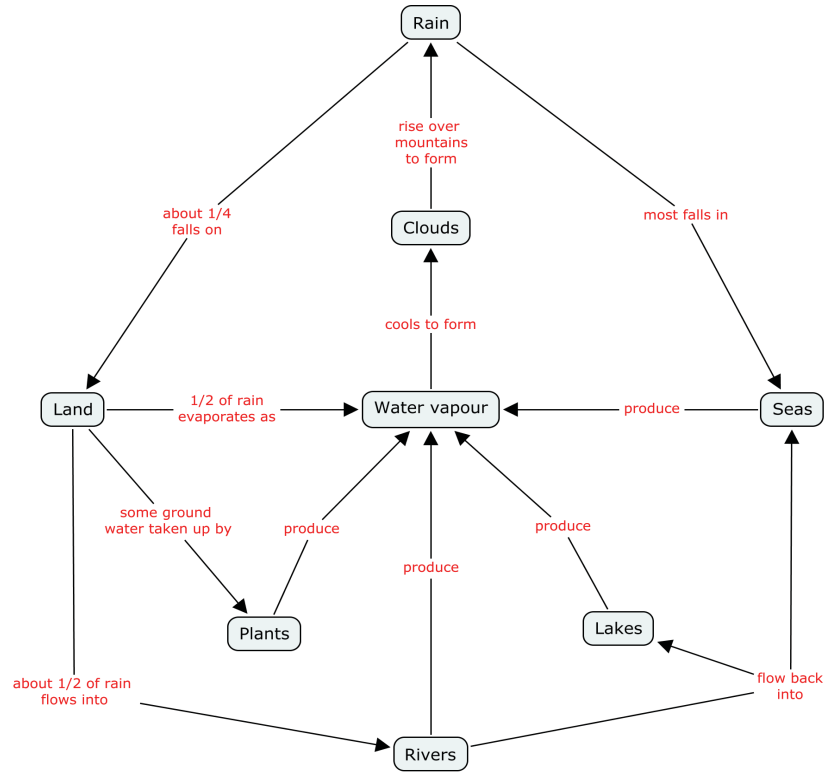 Rain
rise over
mountains
to form
about 1/4
falls on
most falls in
Clouds
cools to form
Land
1/2 of rain
evaporates as
Water vapour
produce
Seas
some ground
water taken up by
produce
produce
produce
Plants
Lakes
about 1/2 of rain
flows into
flow back
into
Rivers